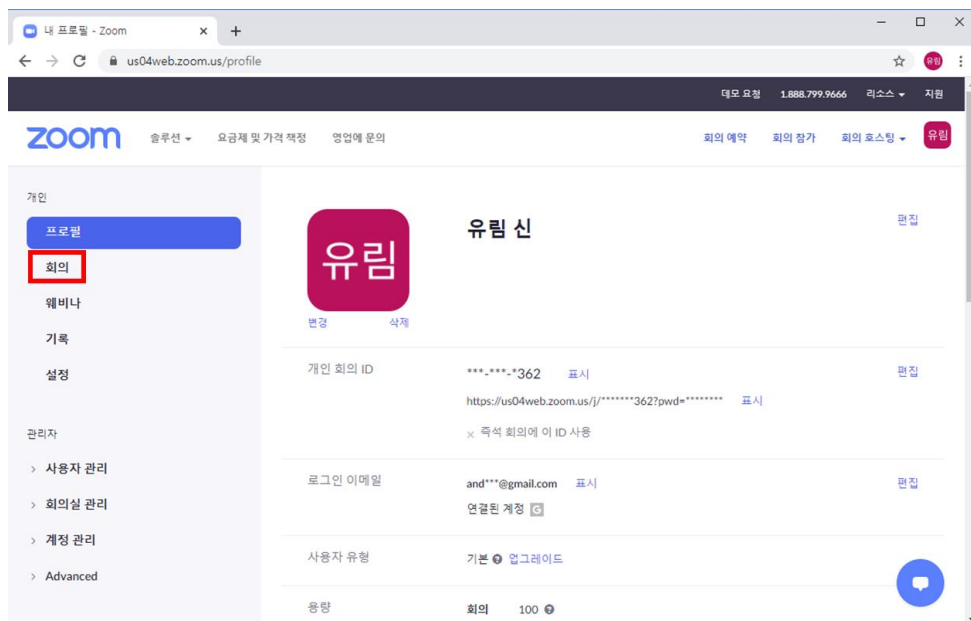 내 프로필 - Zoom
us04web.zoom.us/profile
유림
데모 요청 1.888.799.9666 리소스 지원
zoom 솔루션 요금제 및 가격 책정 영업에 문의 회의 예약 회의 참가 회의 호스팅 유림
개인
프로필
회의
웨비나
기록
설정
관리자
사용자 관리
회의실 관리
계정 관리
Advanced
유림
변경 삭제
유림 신 편집
개인 회의 ID ***-***-*362 표시 편집
https://us04web.zoom.us/j/*******362?pwd=******** 표시
× 즉석 회의에 이 ID 사용
로그인 이메일 and***@gmail.com 표시 편집
연결된 계정 G
사용자 유형 기본 업그레이드
용량 회의 100